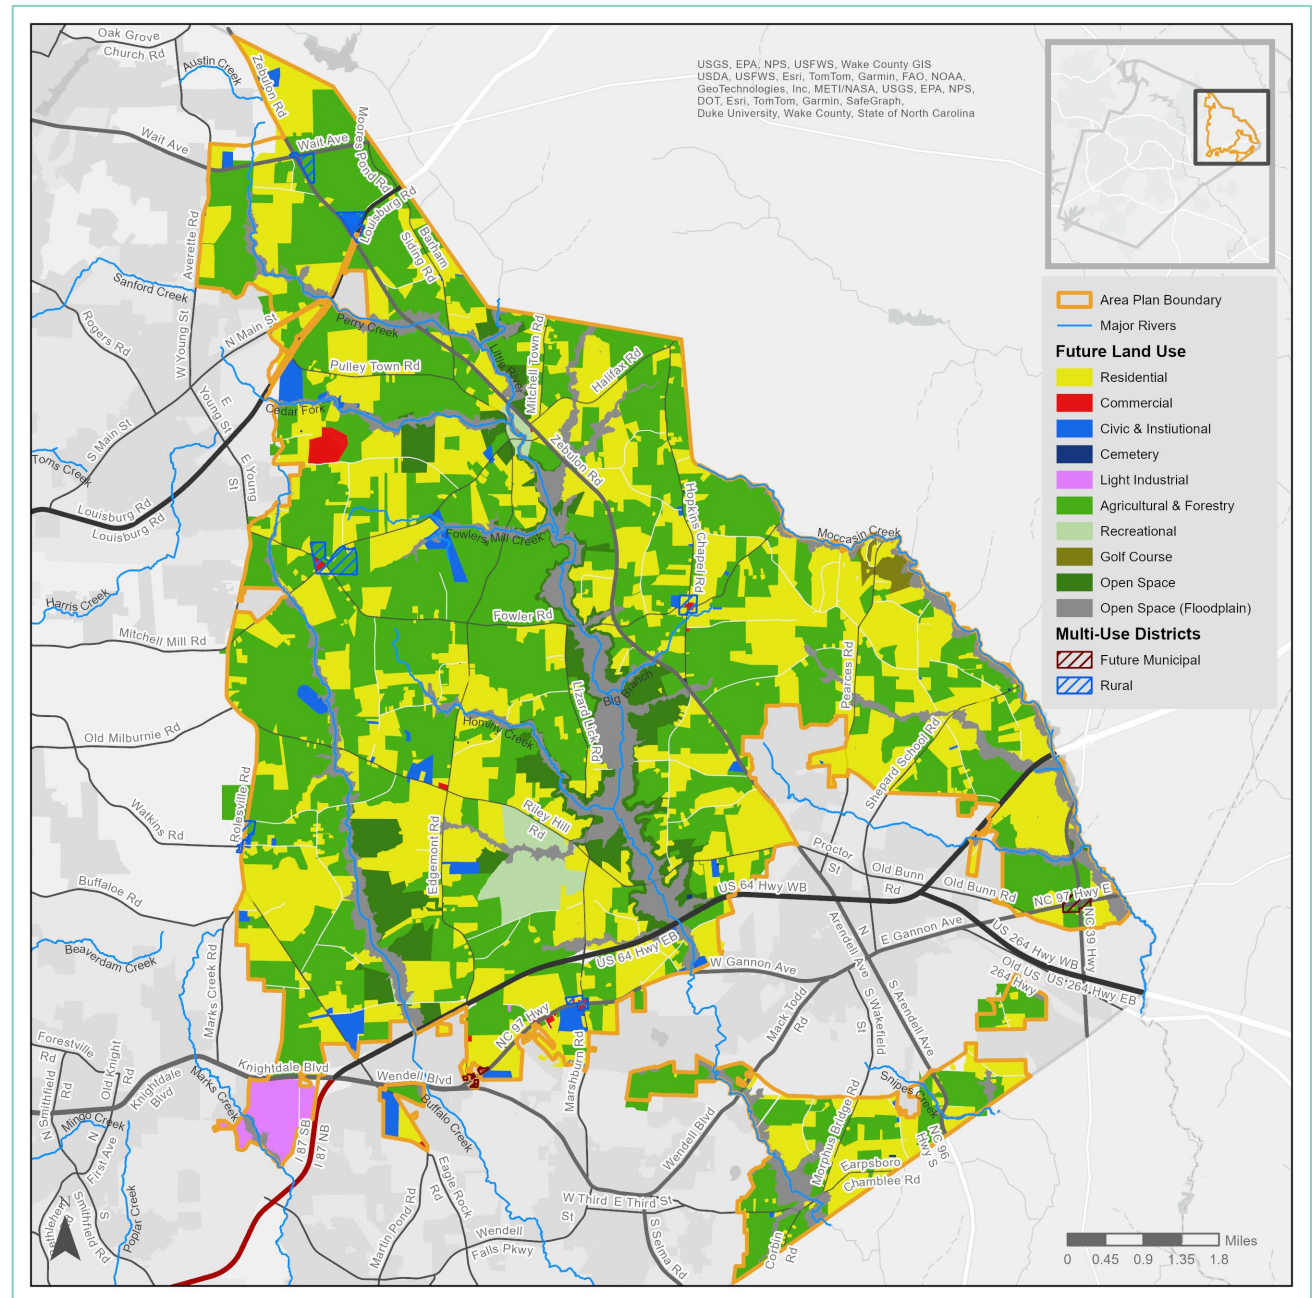 USGS, EPA, NPS, USFWS, Wake County GIS
USDA, USFWS, Esri, TomTom, Garmin, FAO, NOAA,
GeoTechnologies, Inc, METI/NASA, USGS, EPA, NPS,
DOT, Esri, TomTom, Garmin, SafeGraph,
Duke University, Wake County, State of North Carolina
Area Plan Boundary
Major Rivers
Future Land Use
Residential
Commercial
Civic & Instiutional
Cemetery
Light Industrial
Agricultural & Forestry
Recreational
Golf Course
Open Space
Open Space (Floodplain)
Multi-Use Districts
Future Municipal
Rural
Oak Grove
Church Rd
Austin Creek
Zebulon Rd
Moores Pond Rd
Wait Ave
Wait Ave
Louisburg Rd
Barham
Siding Rd
Averette Rd
Sanford Creek
Rogers Rd
W Young St
N Main St
Perry Creek
Pulley Town Rd
Little River
Mitchell Town Rd
Halifax Rd
E
Young St
Cedar Fork
S Main St
Toms Creek
E Young
St
Louisburg Rd
Louisburg Rd
Zebulon Rd
Hopkins Chapel Rd
Moccasin Creek
Fowlers Mill Creek
Harris Creek
Mitchell Mill Rd
Fowler Rd
Pearces Rd
Big Branch
Lizard Lick Rd
Hominy Creek
Old Milburnie Rd
Shepard School Rd
Watkins Rd
Rolesville Rd
Riley Hill
Rd
Edgemont Rd
Proctor
St
Old Bunn
Rd
Old Bunn Rd
Buffaloe Rd
US 64 Hwy WB
NC 97 Hwy E
NC 39 Hwy
N
Arendell Ave
E Gannon Ave
US 264 Hwy WB
Beaverdam Creek
US 64 Hwy EB
W Gannon Ave
Old US
264 Hwy
US 264 Hwy EB
Marks Creek Rd
Mack Todd
Rd
S Wakefield
St
S Arendell Ave
NC 97 Hwy
Forestville
Rd
Old Knight
Rd
Knightdale Blvd
Knightdale
Blvd
Wendell Blvd
Marshburn Rd
N Smithfield
Rd
Marks Creek
Mingo Creek
N
First Ave
I 87 SB
I 87 NB
Buffalo Creek
Snipes Creek
Wendell Blvd
Morphus Bridge Rd
NC 96
Hwy S
Earpsboro
Chamblee Rd
Eagle Rock
Rd
S
Smithfield Rd
Poplar Creek
Martin Pond Rd
W Third
St
E Third St
Wendell
Falls Pkwy
S Selma Rd
Corbin
Rd
Miles
0 0.45 0.9 1.35 1.8